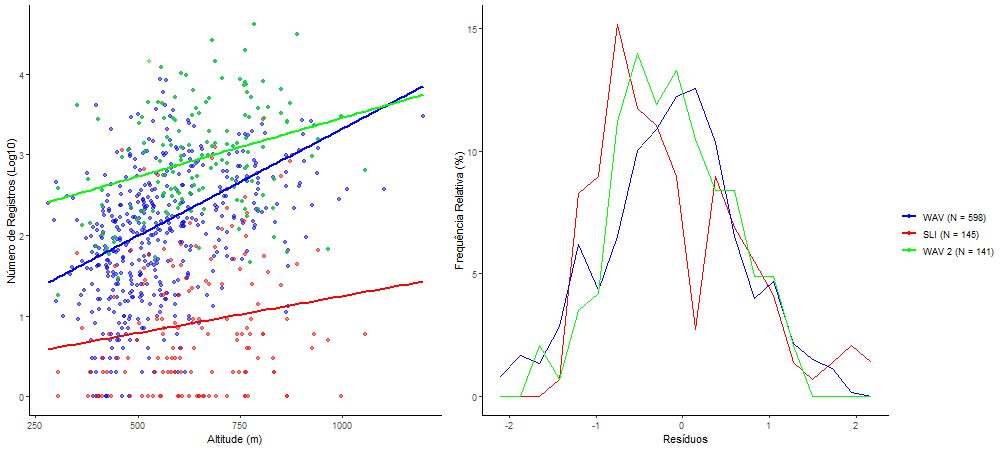 Número de Registros (Log10)
4
3
2
1
0
250
500
750
1000
Altitude (m)
Frequência Relativa (%)
15
10
5
0
-2
-1
0
1
2
Resíduos
WAV (N = 598)
SLI (N = 145)
WAV 2 (N = 141)